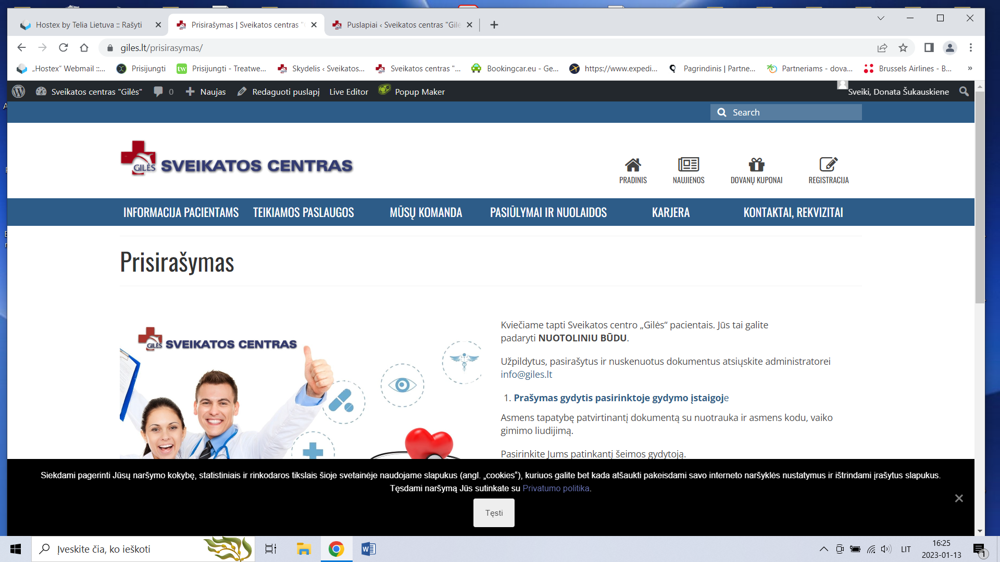 Hostex by Telia Lietuva :: Rašyti
Prisirašymas | Sveikatos centras "
Puslapiai ‹ Sveikatos centras "Gilė
giles.lt/prisirasymas/
„Hostex“ Webmail ::...
Prisijungti
tw
Prisijungti - Treatwe...
Skydelis ‹ Sveikatos...
Sveikatos centras "...
Bookingcar.eu - Ge...
https://www.expedi...
Pagrindinis | Partne...
Partneriams - dova...
Brussels Airlines - B...
»
Sveikatos centras "Gilės"
0
Naujas
Redaguoti puslapį
Live Editor
Popup Maker
Sveiki, Donata Šukauskiene
Search
GILĖS SVEIKATOS CENTRAS
PRADINIS
NAUJIENOS
DOVANŲ KUPONAI
REGISTRACIJA
INFORMACIJA PACIENTAMS
TEIKIAMOS PASLAUGOS
MŪSŲ KOMANDA
PASIŪLYMAI IR NUOLAIDOS
KARJERA
KONTAKTAI, REKVIZITAI
Prisirašymas
GILĖS SVEIKATOS CENTRAS
Kviečiame tapti Sveikatos centro „Gilės“ pacientais. Jūs tai galite
padaryti NUOTOLINIU BŪDU.
Užpildytus, pasirašytus ir nuskenuotus dokumentus atsiųskite administratorei
info@giles.lt
1. Prašymas gydytis pasirinktoje gydymo įstaigoje
Asmens tapatybę patvirtinantį dokumentą su nuotrauka ir asmens kodu, vaiko
gimimo liudijimą.
Pasirinkite Jums patinkantį šeimos gydytoją.
Siekdami pagerinti Jūsų naršymo kokybę, statistiniais ir rinkodaros tikslais šioje svetainėje naudojame slapukus (angl. „cookies“), kuriuos galite bet kada atšaukti pakeisdami savo interneto naršyklės nustatymus ir ištrindami įrašytus slapukus.
Tęsdami naršymą Jūs sutinkate su Privatumo politika.
Tęsti
Įveskite čia, ko ieškoti
W
LIT
16:25
2023-01-13
1